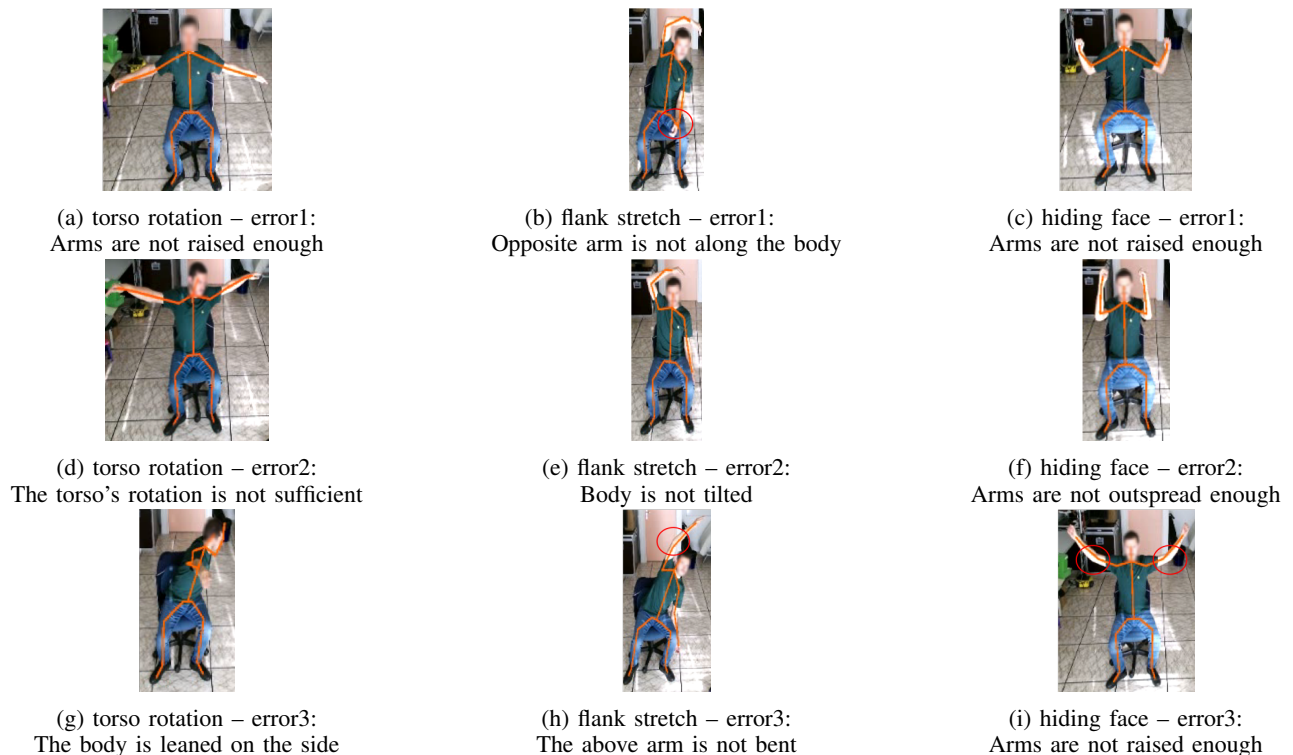 (a) torso rotation – error1:
Arms are not raised enough
(b) flank stretch – error1:
Opposite arm is not along the body
(c) hiding face – error1:
Arms are not raised enough
(d) torso rotation – error2:
The torso's rotation is not sufficient
(e) flank stretch – error2:
Body is not tilted
(f) hiding face – error2:
Arms are not outspread enough
(g) torso rotation – error3:
The body is leaned on the side
(h) flank stretch – error3:
The above arm is not bent
(i) hiding face – error3:
Arms are not raised enough